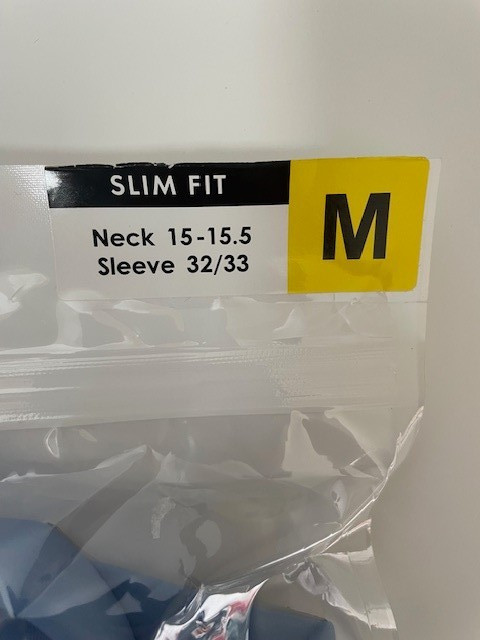 SLIM FIT
Neck 15-15.5
Sleeve 32/33
M